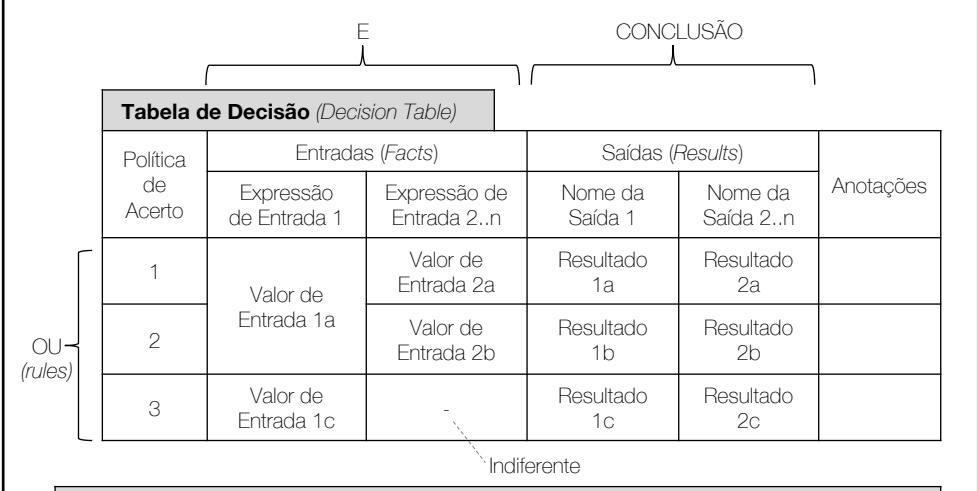 E
CONCLUSÃO
Tabela de Decisão (Decision Table)
Política
de
Acerto
Entradas (Facts)
Saídas (Results)
Anotações
Expressão
de Entrada 1
Expressão de
Entrada 2..n
Nome da
Saída 1
Nome da
Saída 2..n
OU
(rules)
1
Valor de
Entrada 1a
Valor de
Entrada 2a
Resultado
1a
Resultado
2a
2
Valor de
Entrada 2b
Resultado
1b
Resultado
2b
3
Valor de
Entrada 1c
-
Resultado
1c
Resultado
2c
Indiferente